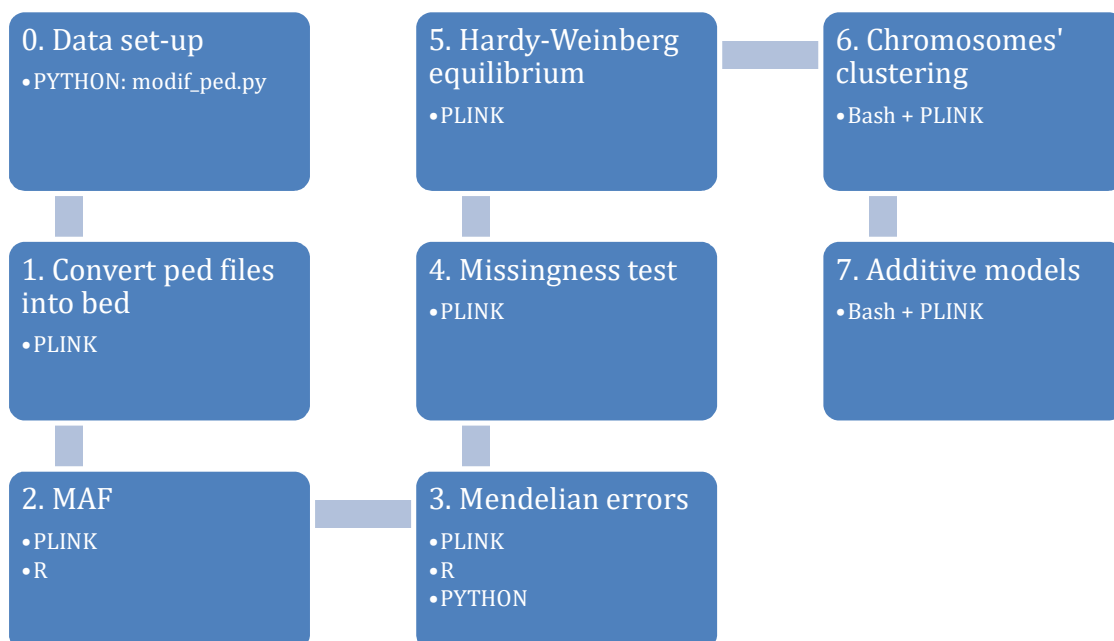 0. Data set-up
•PYTHON: modif_ped.py
1. Convert ped files
into bed
•PLINK
2. MAF
•PLINK
•R
3. Mendelian errors
•PLINK
•R
•PYTHON
4. Missingness test
•PLINK
5. Hardy-Weinberg
equilibrium
•PLINK
6. Chromosomes'
clustering
•Bash + PLINK
7. Additive models
•Bash + PLINK